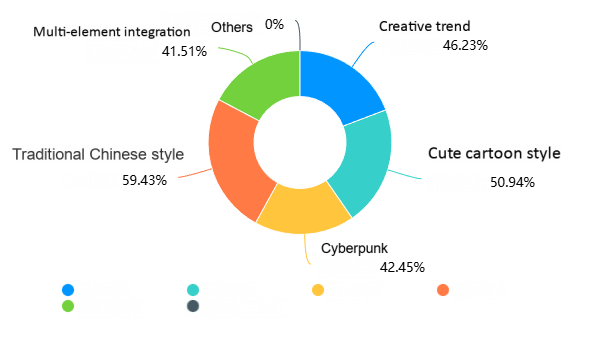 Others 0%
Creative trend
46.23%
Multi-element integration
41.51%
Traditional Chinese style
59.43%
Cute cartoon style
50.94%
Cyberpunk
42.45%